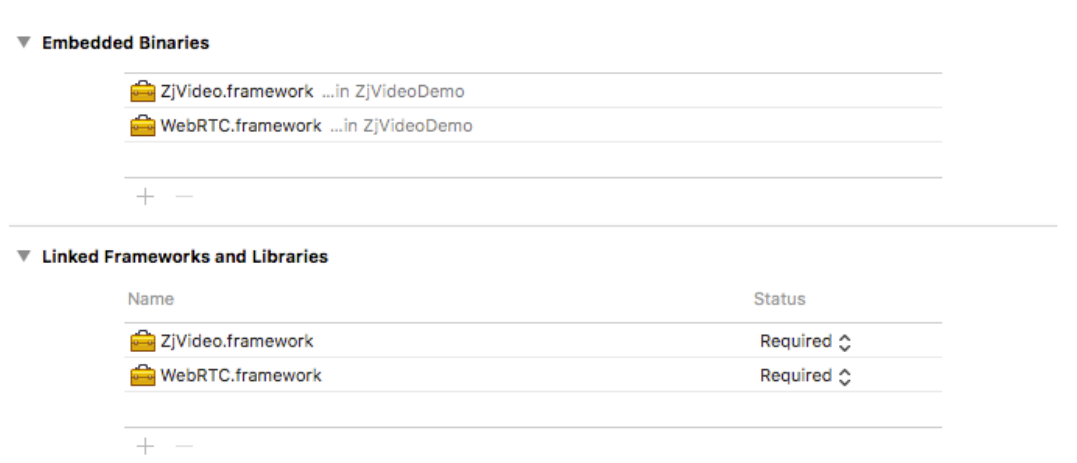 Embedded Binaries
ZjVideo.framework ...in ZjVideoDemo
WebRTC.framework ...in ZjVideoDemo
Linked Frameworks and Libraries
Name Status
ZjVideo.framework Required
WebRTC.framework Required